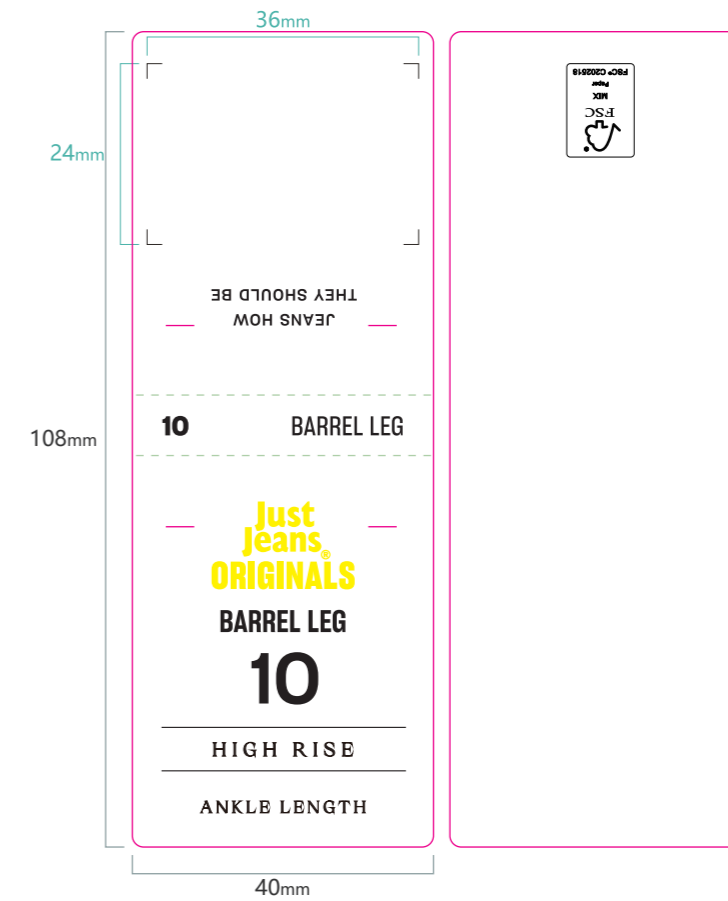 36mm
24mm
THEY SHOULD BE
JEANS HOW
10 BARREL LEG
108mm
Just
Jeans®
ORIGINALS
BARREL LEG
10
HIGH RISE
ANKLE LENGTH
40mm
FSC® C202518
Paper
MIX
FSC